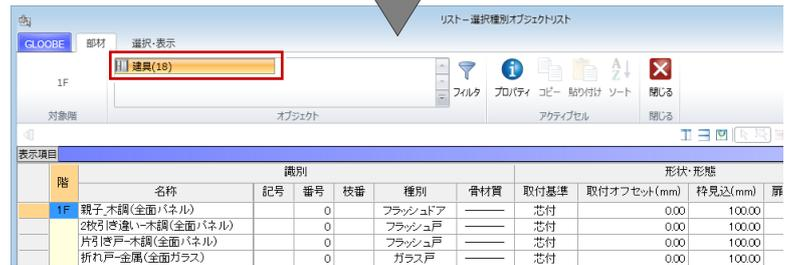 リスト－選択種別オブジェクトリスト
GLOOBE 部材 選択・表示
建具(18)
1F
フィルタ プロパティ コピー 貼り付け ソート 閉じる
対象階 オブジェクト アクティブセル 閉じる
表示項目
階 識別 形状・形態
名称 記号 番号 枝番 種別 骨材質 取付基準 取付オフセット(mm) 枠見込(mm) 扉
1F 親子_木調(全面パネル) 0 フラッシュドア ――― 芯付 0.00 100.00
2枚引き違い-木調(全面パネル) 0 フラッシュ戸 ――― 芯付 0.00 100.00
片引き戸-木調(全面パネル) 0 フラッシュ戸 ――― 芯付 0.00 100.00
折れ戸-金属(全面ガラス) 0 ガラス戸 ――― 芯付 0.00 100.00